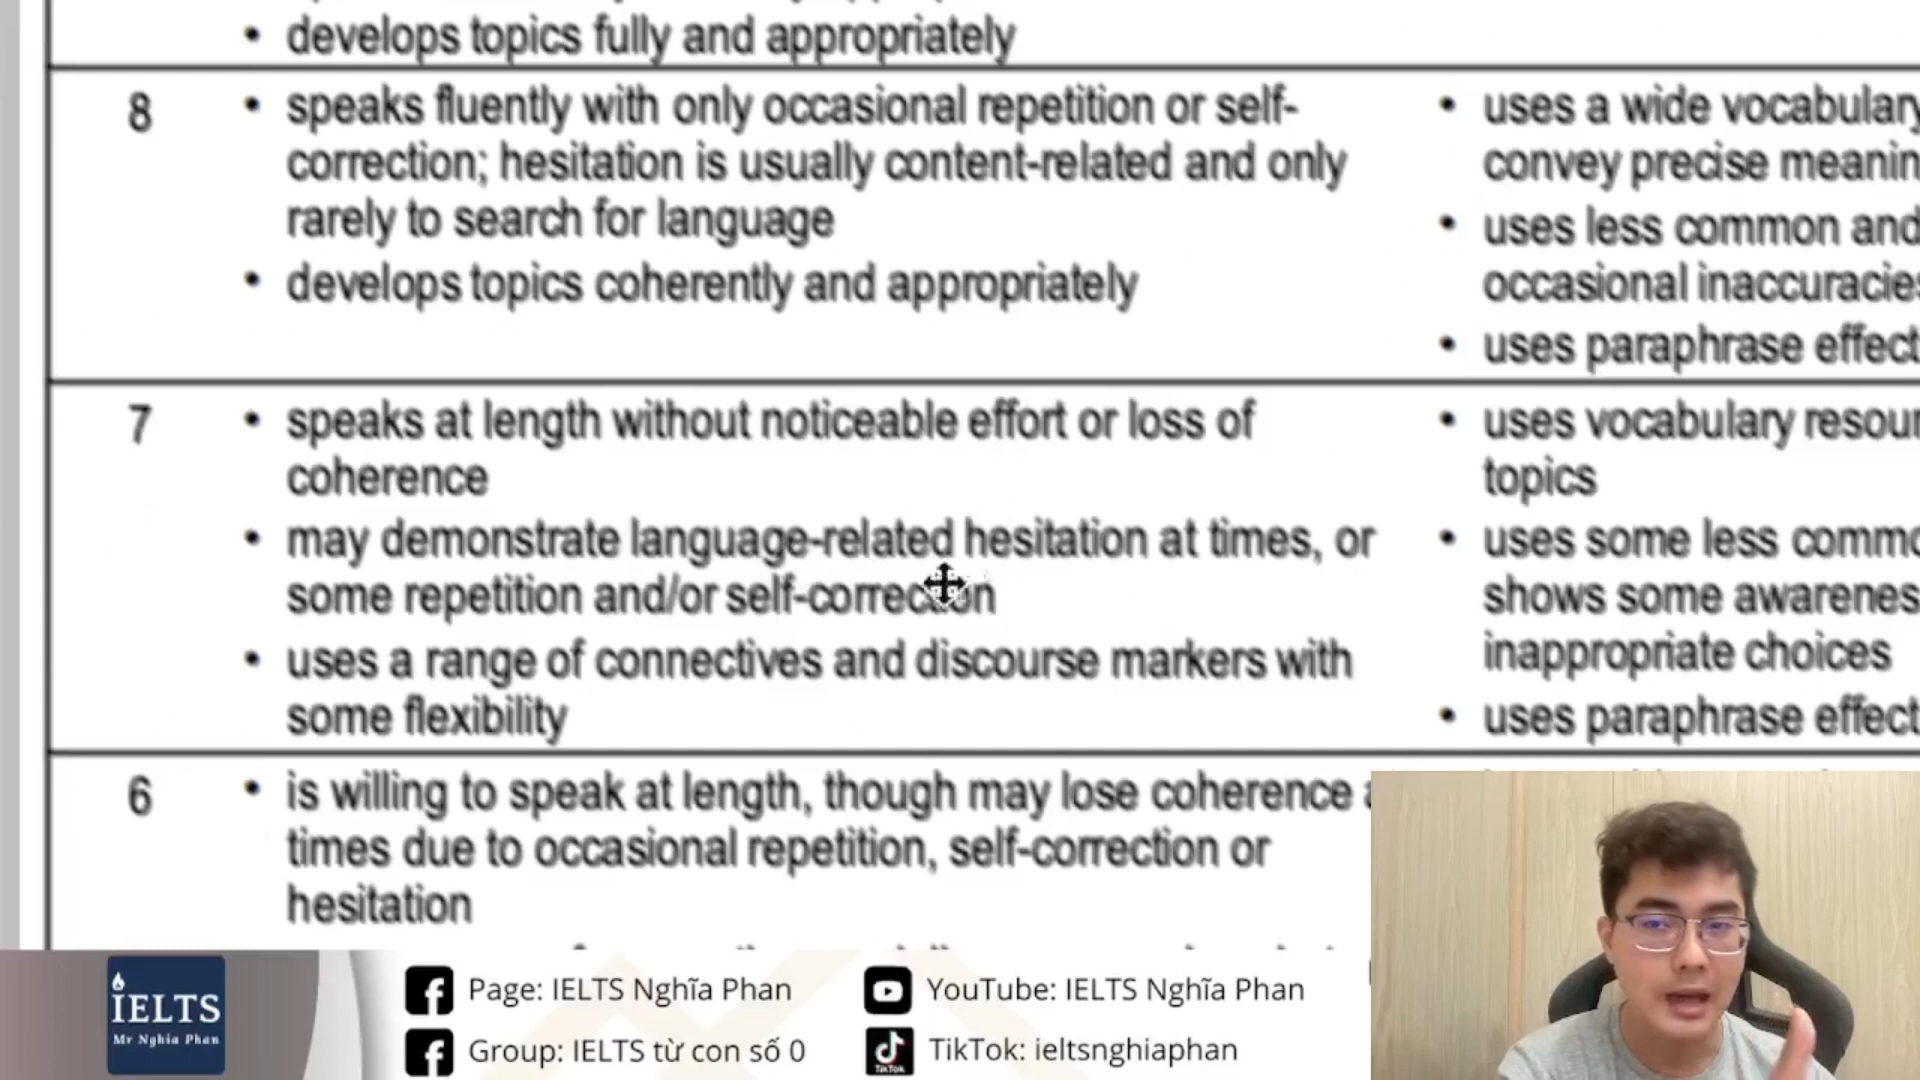 • develops topics fully and appropriately
8
• speaks fluently with only occasional repetition or self-
correction; hesitation is usually content-related and only
rarely to search for language
• develops topics coherently and appropriately
• uses a wide vocabulary
convey precise meanin
• uses less common and
occasional inaccuracies
• uses paraphrase effect
7
• speaks at length without noticeable effort or loss of
coherence
• may demonstrate language-related hesitation at times, or
some repetition and/or self-correction
• uses a range of connectives and discourse markers with
some flexibility
• uses vocabulary resour
topics
• uses some less commo
shows some awarenes
inappropriate choices
• uses paraphrase effect
6
• is willing to speak at length, though may lose coherence
times due to occasional repetition, self-correction or
hesitation
IELTS
Mr Nghia Phan
Page: IELTS Nghĩa Phan
Group: IELTS từ con số 0
YouTube: IELTS Nghĩa Phan
TikTok
TikTok: ieltsnghiaphan